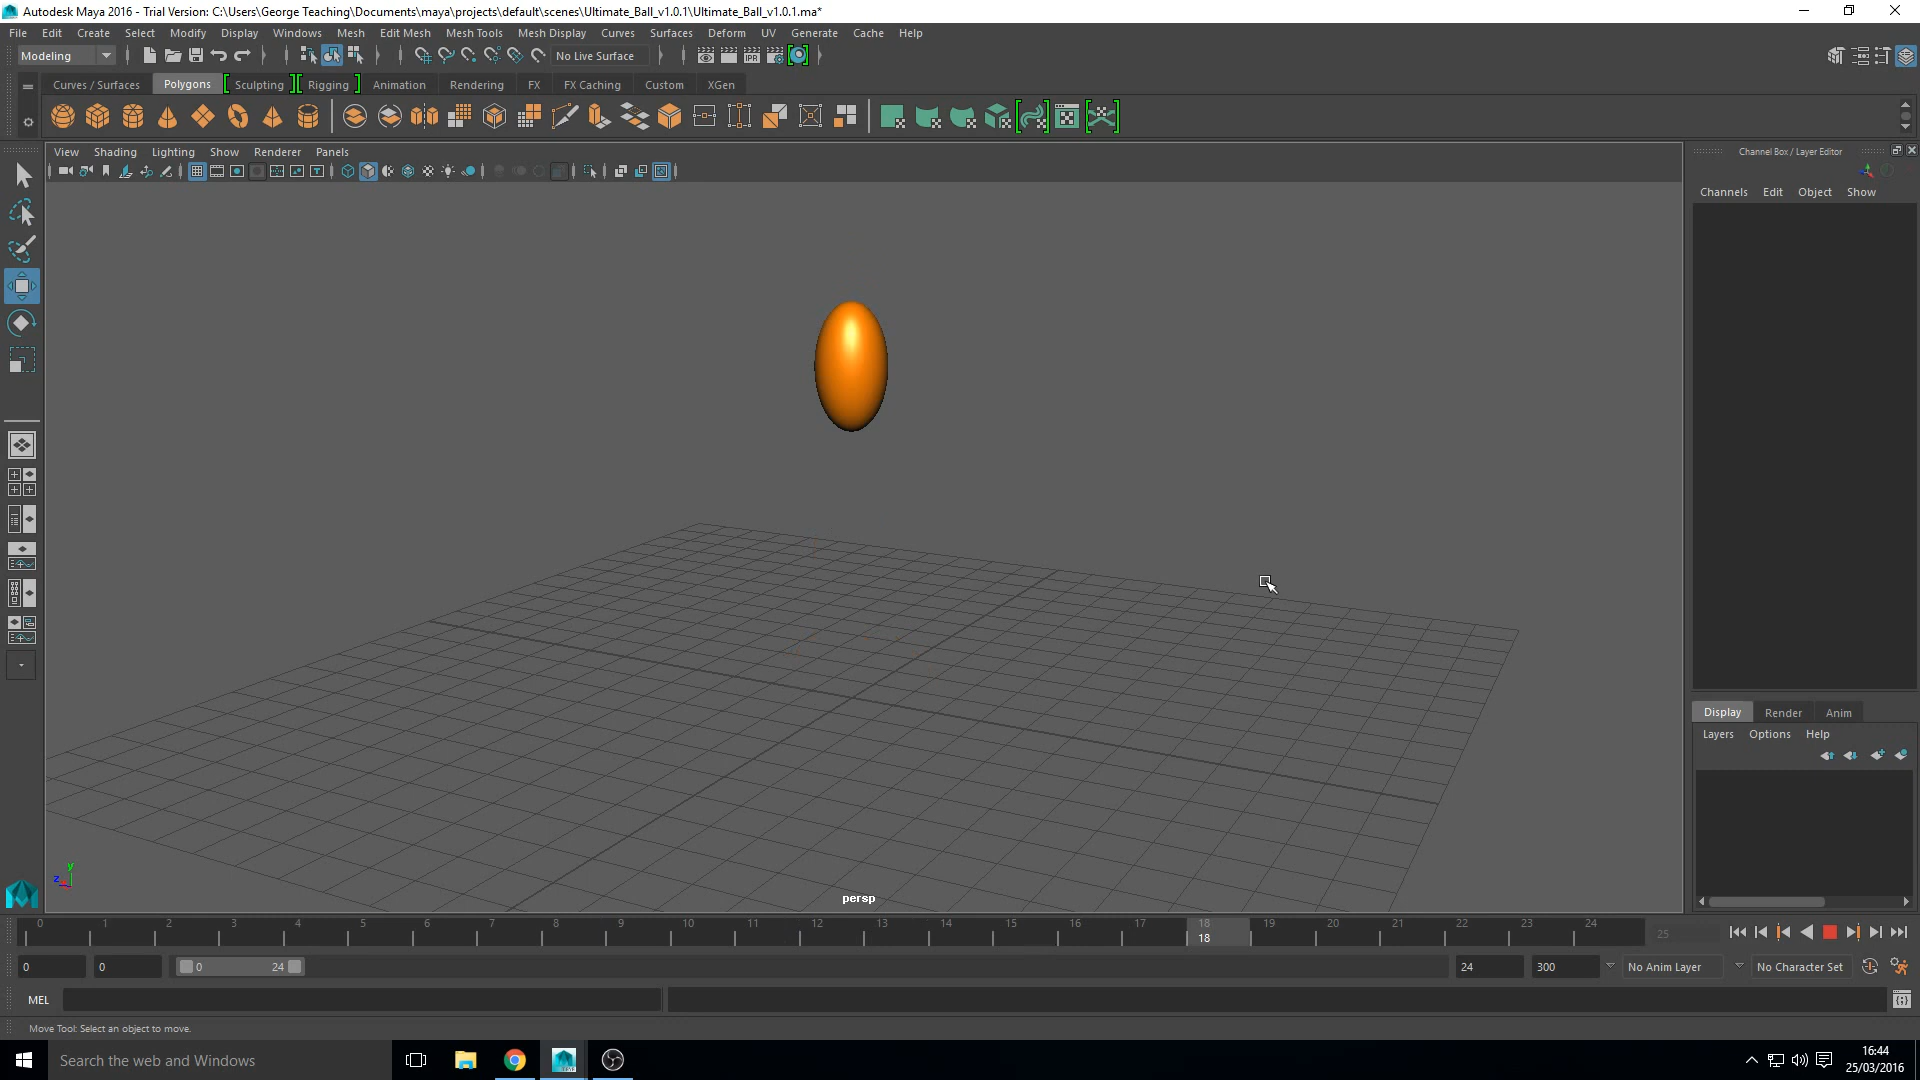 Autodesk Maya 2016 - Trial Version: C:\Users\George Teaching\Documents\maya\projects\default\scenes\Ultimate_Ball_v1.0.1\Ultimate_Ball_v1.0.1.ma*
File Edit Create Select Modify Display Windows Mesh Edit Mesh Mesh Tools Mesh Display Curves Surfaces Deform UV Generate Cache Help
Modeling No Live Surface IPR
Curves / Surfaces Polygons Sculpting Rigging Animation Rendering FX FX Caching Custom XGen
View Shading Lighting Show Renderer Panels
Channel Box / Layer Editor
Channels Edit Object Show
Display Render Anim
Layers Options Help
y
z
persp
0 1 2 3 4 5 6 7 8 9 10 11 12 13 14 15 16 17 18 19 20 21 22 23 24
18 25
0 0 0 24 24 300 No Anim Layer No Character Set
MEL
Move Tool: Select an object to move.
Search the web and Windows
16:44
25/03/2016